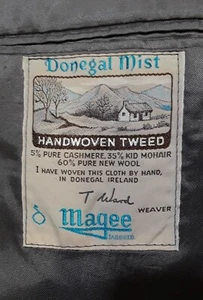 Donegal Mist
HANDWOVEN TWEED
5% PURE CASHMERE, 35% KID MOHAIR
60% PURE NEW WOOL
I HAVE WOVEN THIS CLOTH BY HAND,
IN DONEGAL IRELAND
T Ward
WEAVER
Magee